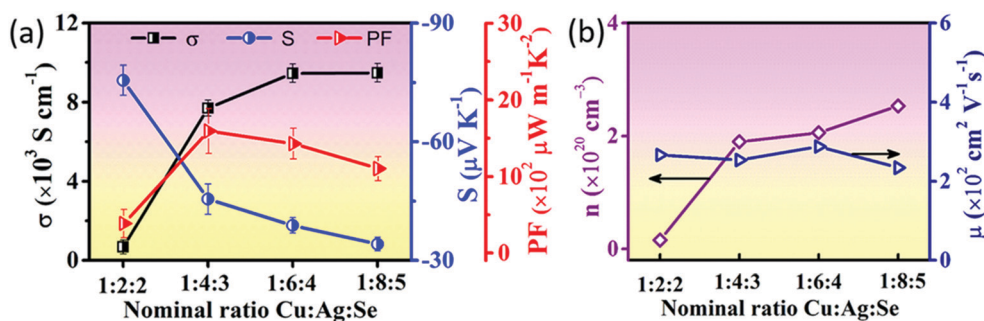 (a)
σ S PF
12
8
4
0
σ (×10³ S cm⁻¹)
-90
-60
-30
S (µV K⁻¹)
30
20
10
0
PF (×10² µW m⁻¹K⁻²)
1:2:2 1:4:3 1:6:4 1:8:5
Nominal ratio Cu:Ag:Se
(b)
4
2
0
n (×10²⁰ cm⁻³)
6
4
2
0
µ (×10² cm² V⁻¹s⁻¹)
1:2:2 1:4:3 1:6:4 1:8:5
Nominal ratio Cu:Ag:Se